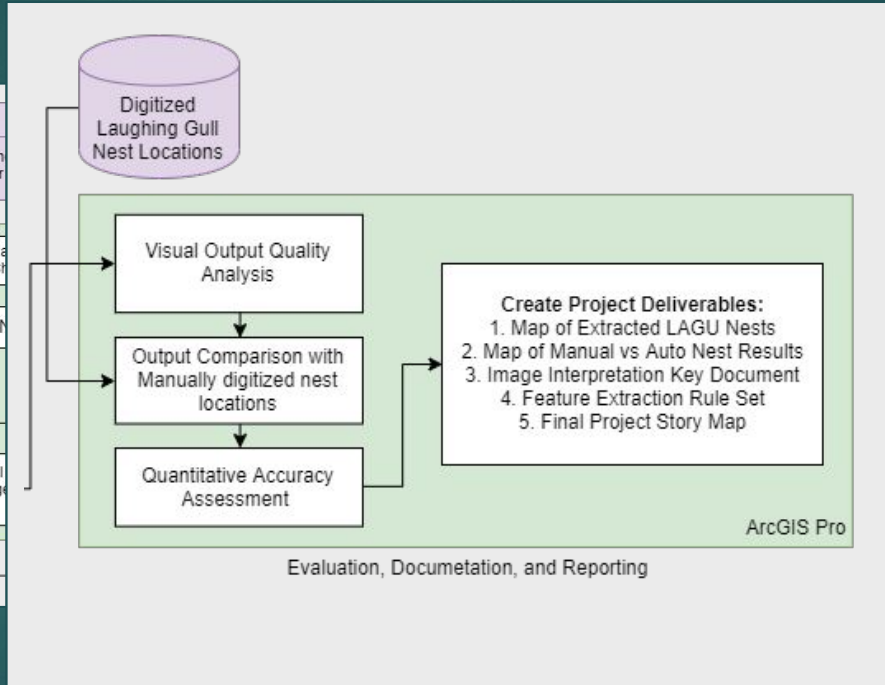 Digitized
Laughing Gull
Nest Locations
Visual Output Quality
Analysis
Output Comparison with
Manually digitized nest
locations
Quantitative Accuracy
Assessment
Create Project Deliverables:
1. Map of Extracted LAGU Nests
2. Map of Manual vs Auto Nest Results
3. Image Interpretation Key Document
4. Feature Extraction Rule Set
5. Final Project Story Map
ArcGIS Pro
Evaluation, Documetation, and Reporting